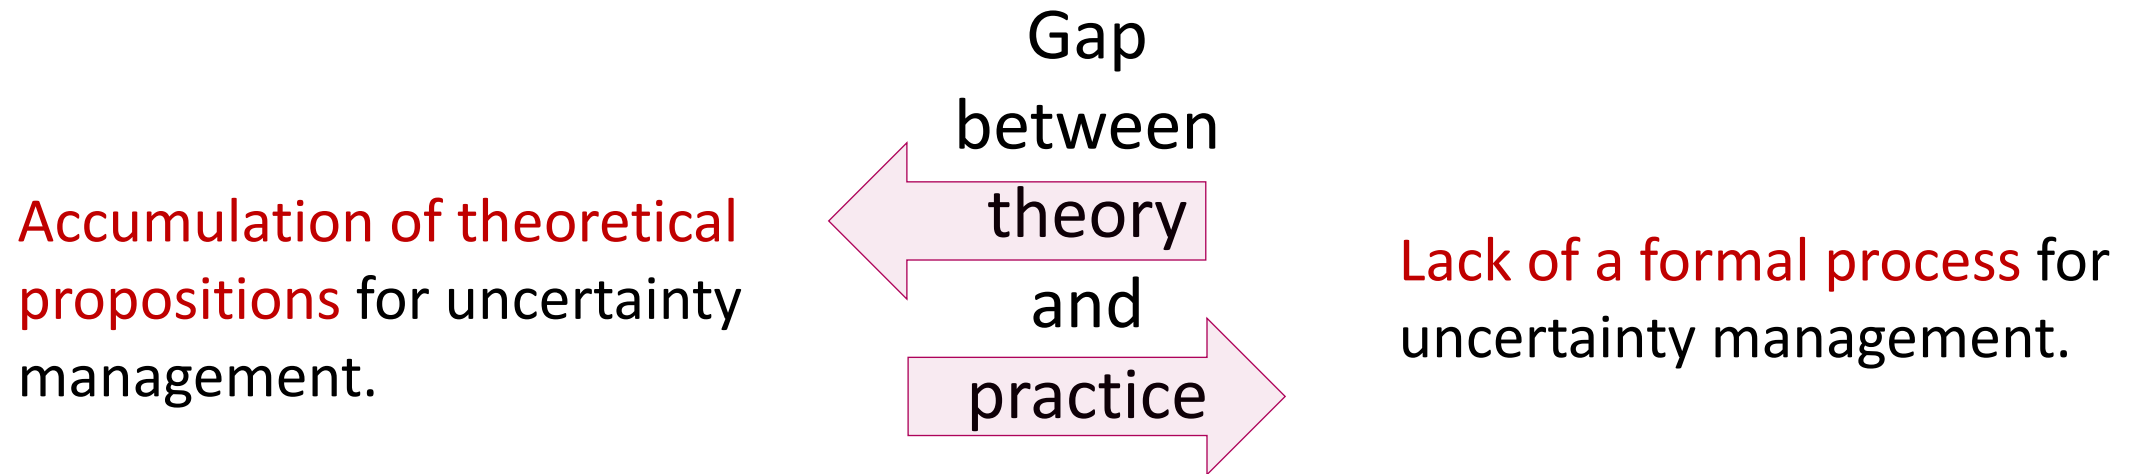 Gap
between
theory
and
practice
Accumulation of theoretical
propositions for uncertainty
management.
Lack of a formal process for
uncertainty management.